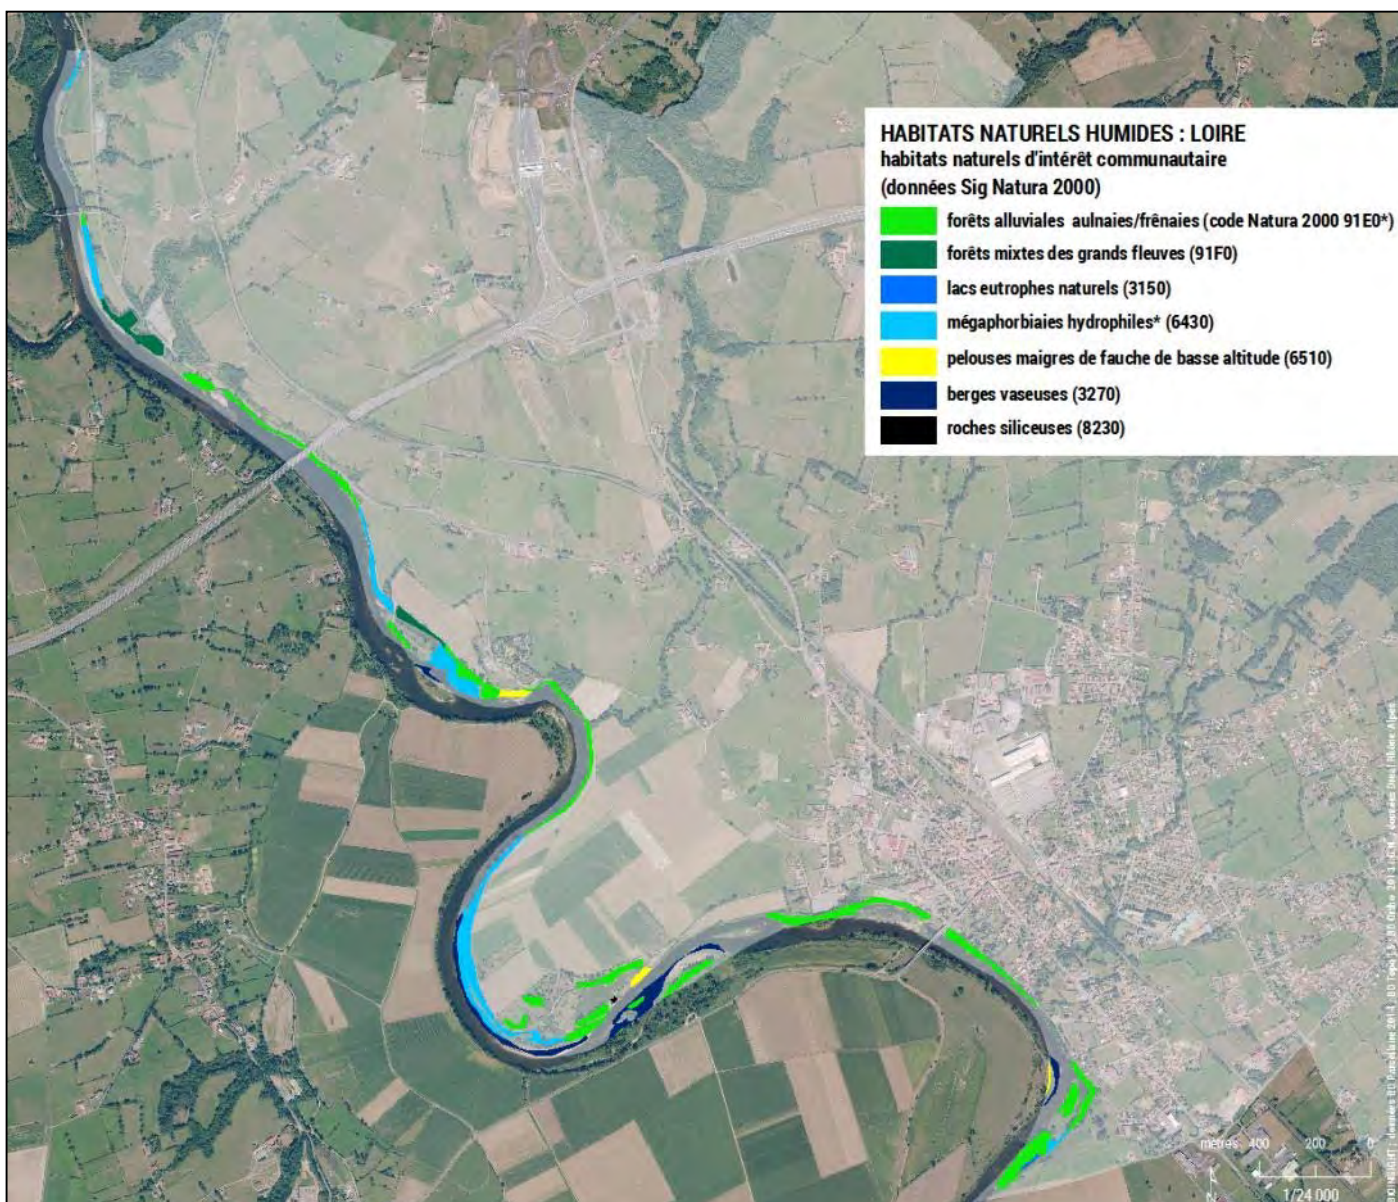 HABITATS NATURELS HUMIDES : LOIRE
habitats naturels d'intérêt communautaire
(données Sig Natura 2000)
forêts alluviales aulnaies/frênaies (code Natura 2000 91E0*)
forêts mixtes des grands fleuves (91F0)
lacs eutrophes naturels (3150)
mégaphorbiaies hydrophiles* (6430)
pelouses maigres de fauche de basse altitude (6510)
berges vaseuses (3270)
roches siliceuses (8230)
mètres 400 200 0
1/24 000